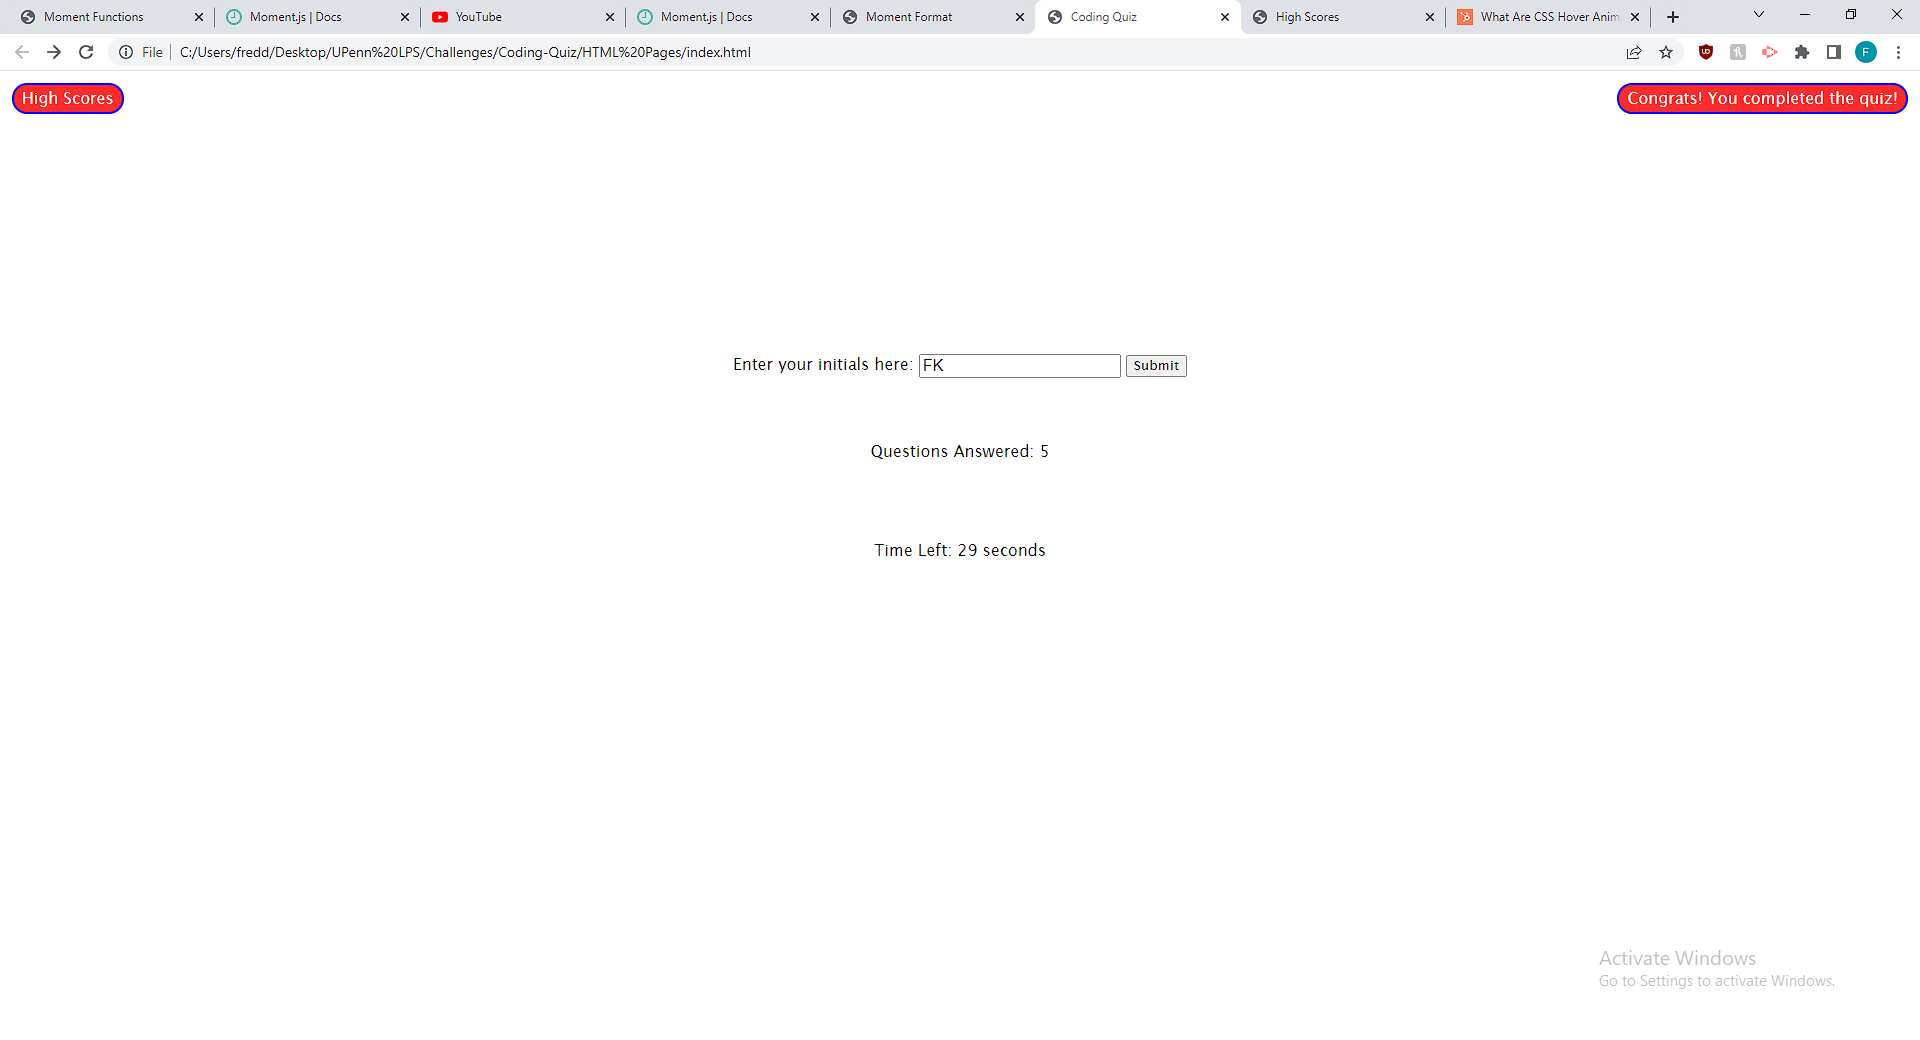 Moment Functions
Moment.js | Docs
YouTube
Moment.js | Docs
Moment Format
Coding Quiz
High Scores
What Are CSS Hover Anim
File
C:/Users/fredd/Desktop/UPenn%20LPS/Challenges/Coding-Quiz/HTML%20Pages/index.html
F
High Scores
Congrats! You completed the quiz!
Enter your initials here: FK Submit
Questions Answered: 5
Time Left: 29 seconds
Activate Windows
Go to Settings to activate Windows.